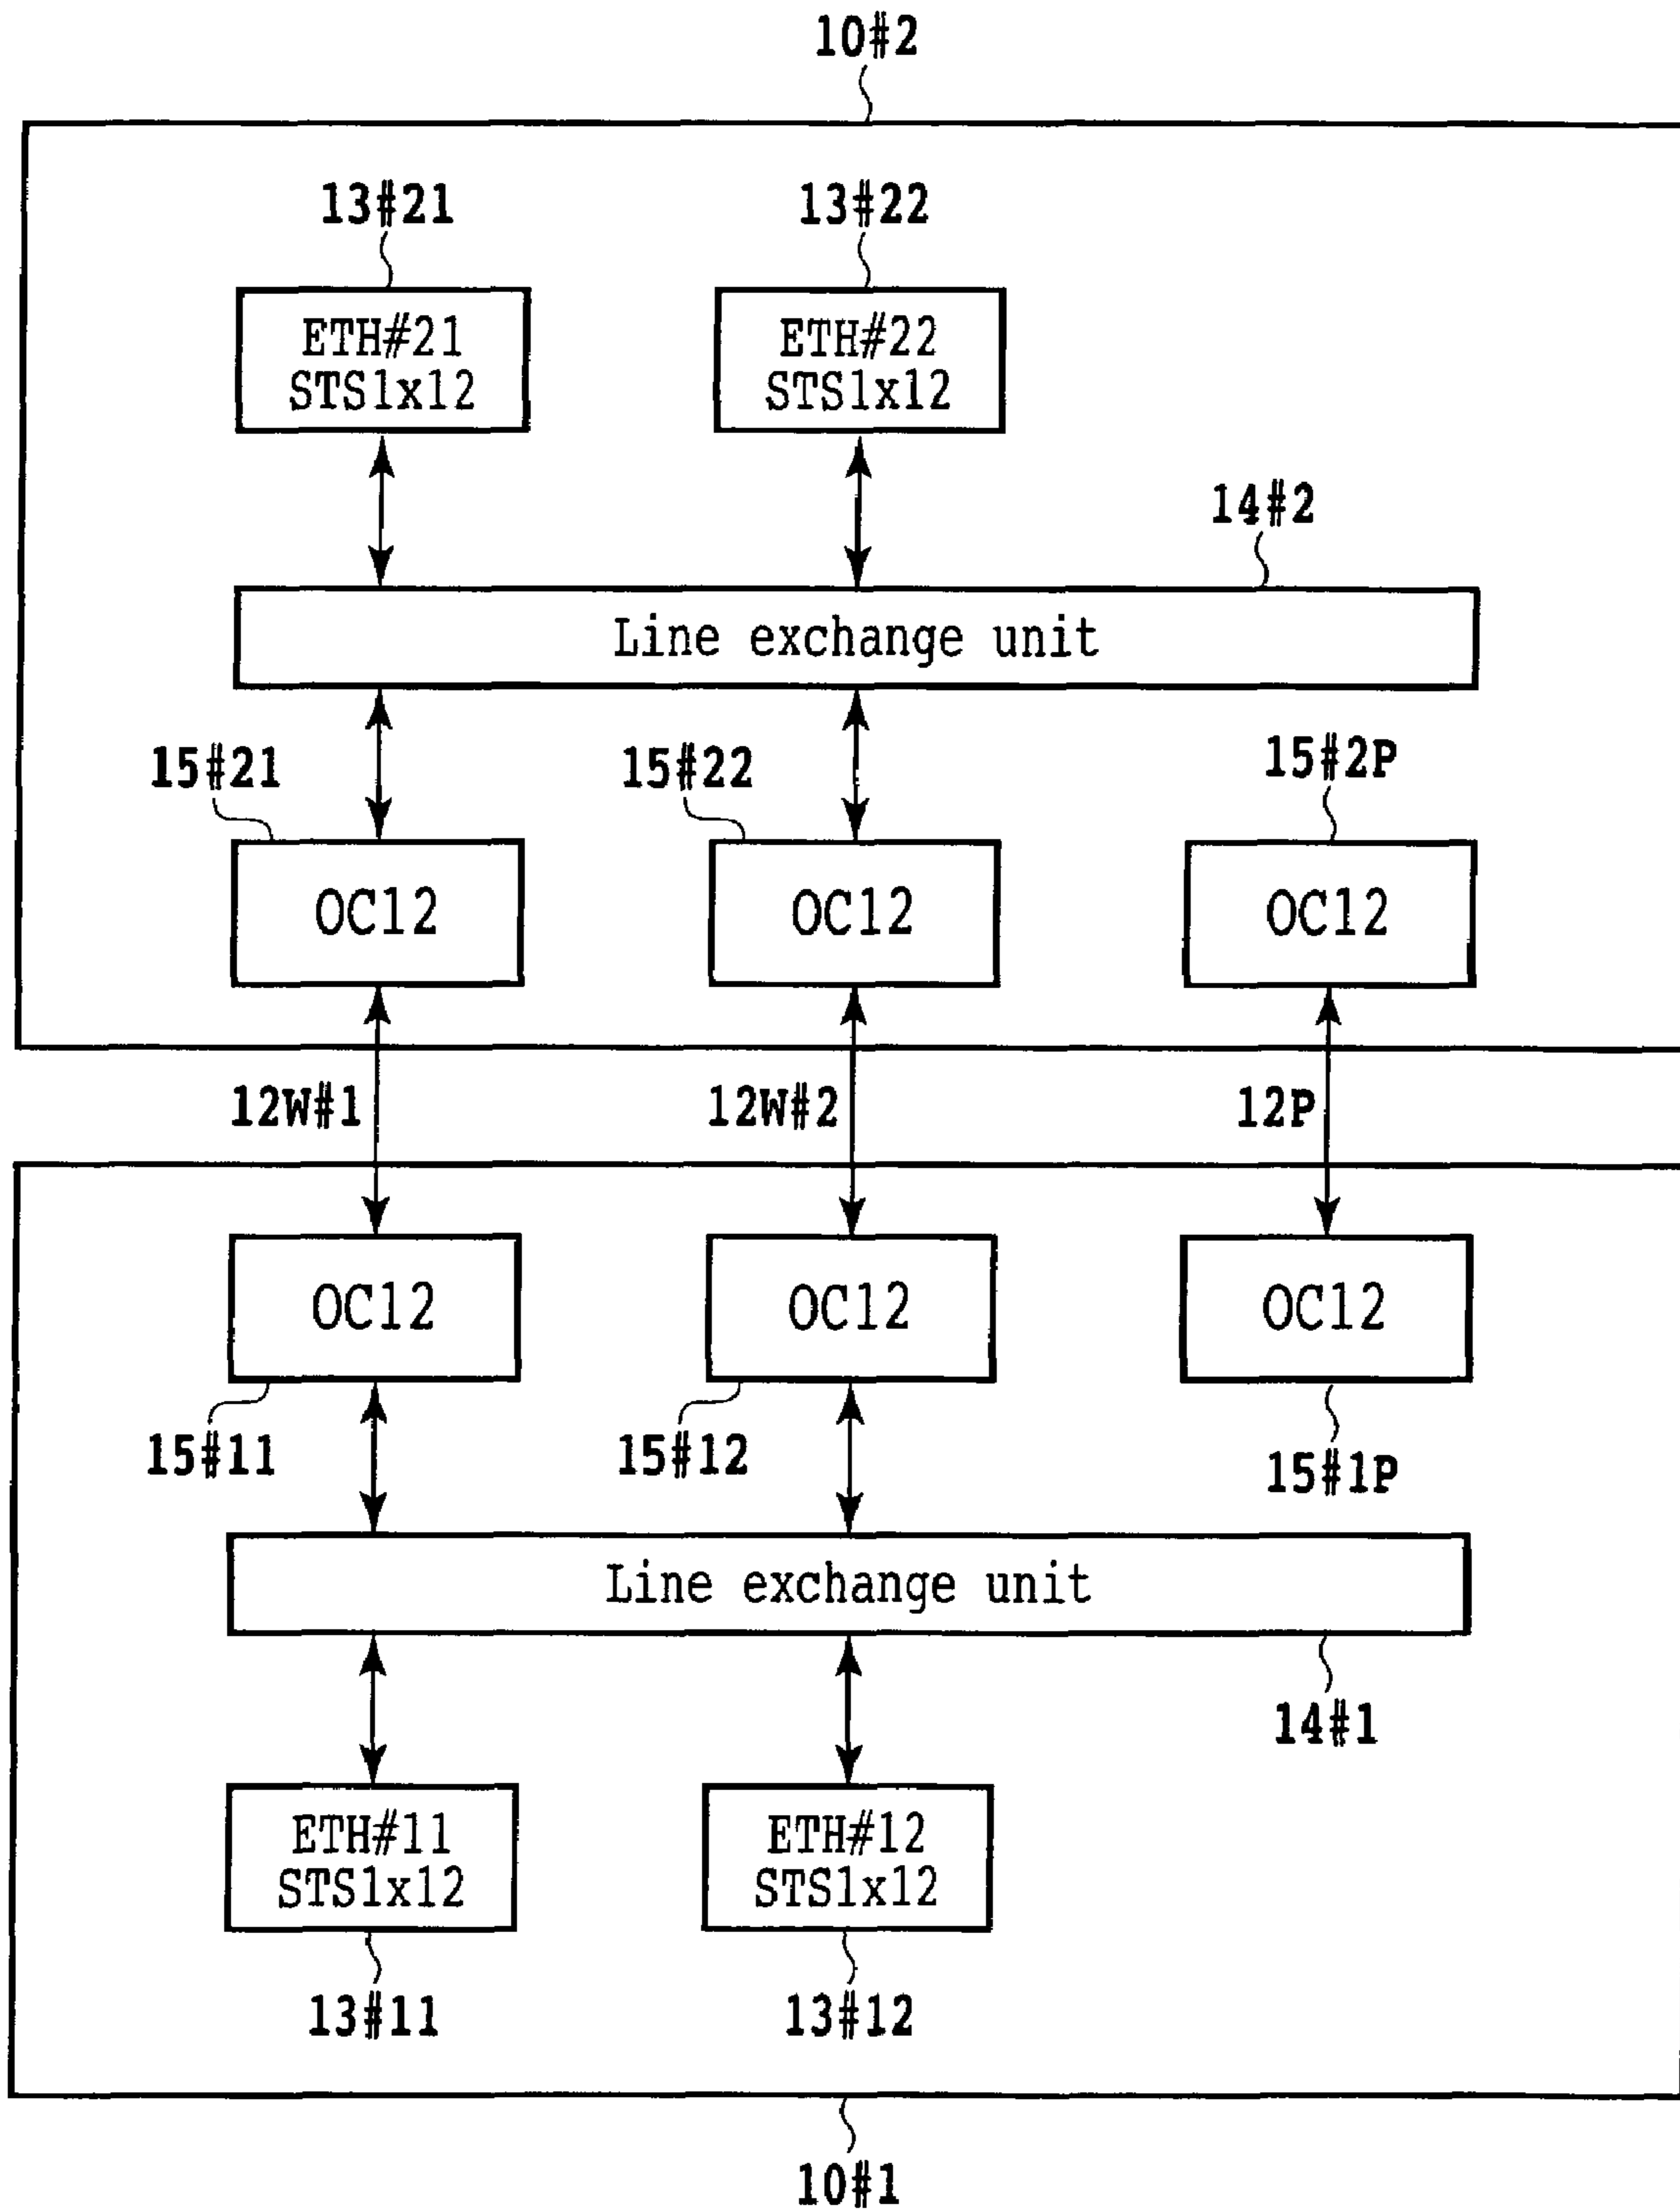 10#2
13#21
13#22
ETH#21
STS1x12
ETH#22
STS1x12
14#2
Line exchange unit
15#21
15#22
15#2P
OC12
OC12
OC12
12W#1
12W#2
12P
OC12
OC12
OC12
15#11
15#12
15#1P
Line exchange unit
14#1
ETH#11
STS1x12
ETH#12
STS1x12
13#11
13#12
10#1